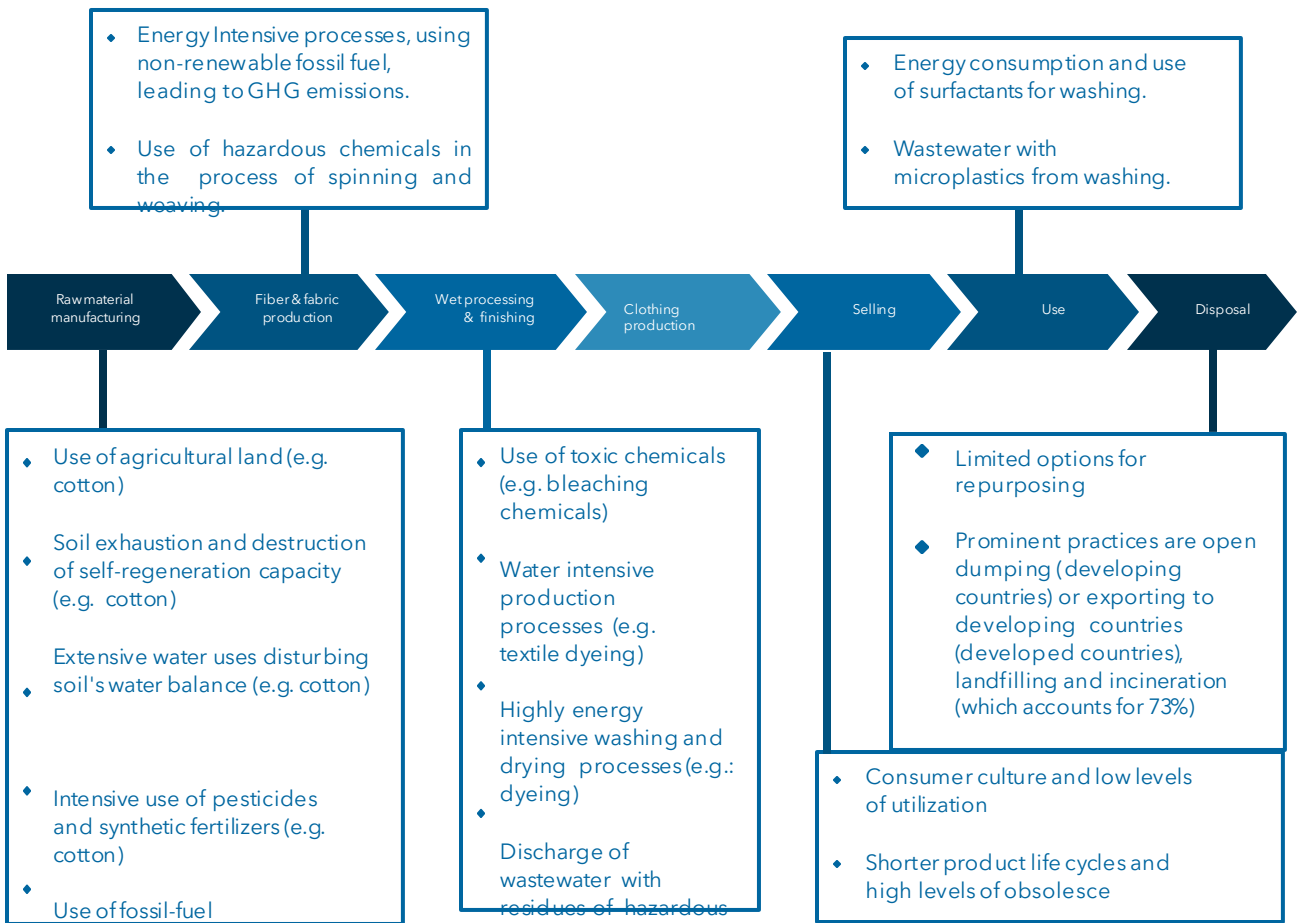 Energy Intensive processes, using
non-renewable fossil fuel,
leading to GHG emissions.
Use of hazardous chemicals in
the process of spinning and
weaving.
Energy consumption and use
of surfactants for washing.
Wastewater with
microplastics from washing.
Raw material
manufacturing
Fiber & fabric
production
Wet processing
& finishing
Clothing
production
Selling
Use
Disposal
Use of agricultural land (e.g.
cotton)
Soil exhaustion and destruction
of self-regeneration capacity
(e.g. cotton)
Extensive water uses disturbing
soil's water balance (e.g. cotton)
Intensive use of pesticides
and synthetic fertilizers (e.g.
cotton)
Use of fossil-fuel
Use of toxic chemicals
(e.g. bleaching
chemicals)
Water intensive
production
processes (e.g.
textile dyeing)
Highly energy
intensive washing and
drying processes (e.g.:
dyeing)
Discharge of
wastewater with
residues of hazardous
Limited options for
repurposing
Prominent practices are open
dumping (developing
countries) or exporting to
developing countries
(developed countries),
landfilling and incineration
(which accounts for 73%)
Consumer culture and low levels
of utilization
Shorter product life cycles and
high levels of obsolesce